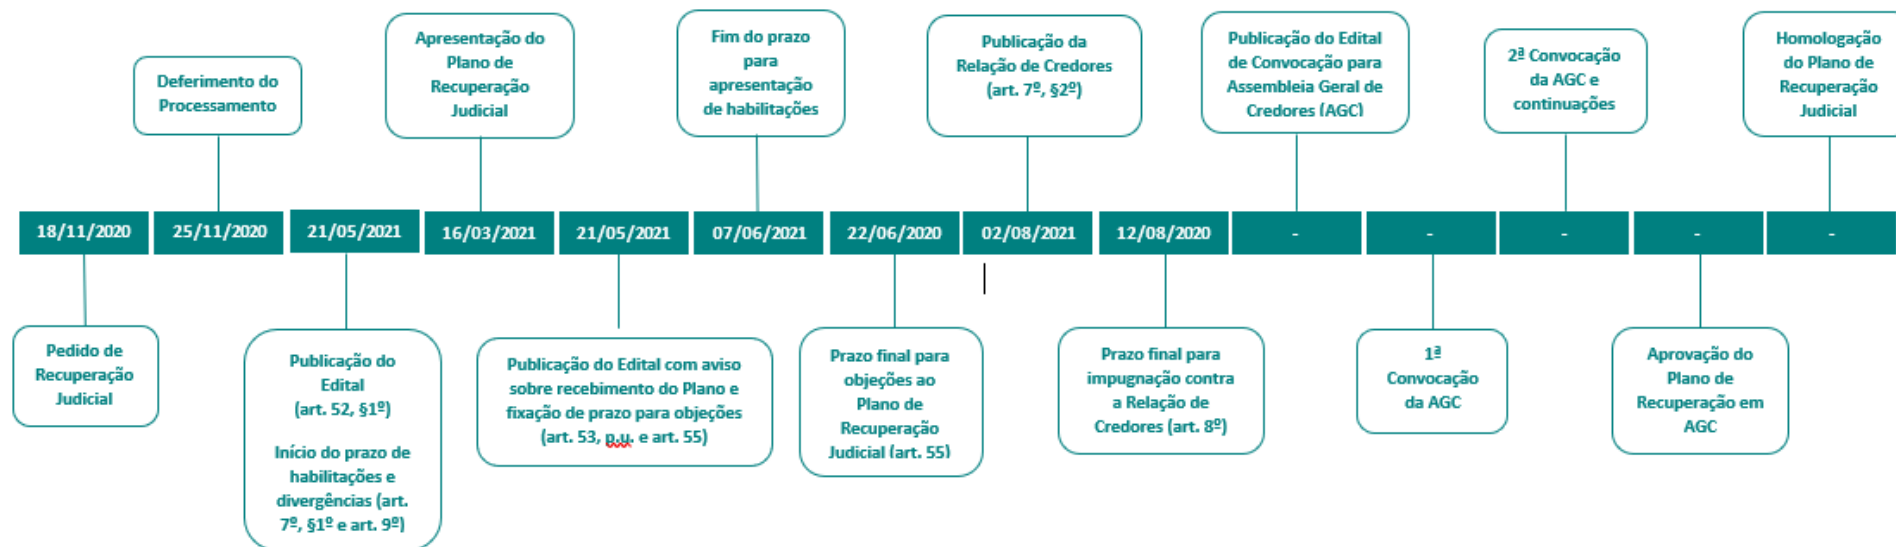 Deferimento do
Processamento
Apresentação do
Plano de
Recuperação
Judicial
Fim do prazo
para
apresentação
de habilitações
Publicação da
Relação de Credores
(art. 7º, §2º)
Publicação do Edital
de Convocação para
Assembleia Geral de
Credores (AGC)
2ª Convocação
da AGC e
continuações
Homologação
do Plano de
Recuperação
Judicial
18/11/2020
25/11/2020
21/05/2021
16/03/2021
21/05/2021
07/06/2021
22/06/2020
02/08/2021
12/08/2020
-
-
-
-
-
Pedido de
Recuperação
Judicial
Publicação do
Edital
(art. 52, §1º)
Início do prazo de
habilitações e
divergências (art.
7º, §1º e art. 9º)
Publicação do Edital com aviso
sobre recebimento do Plano e
fixação de prazo para objeções
(art. 53, p.u. e art. 55)
Prazo final para
objeções ao
Plano de
Recuperação
Judicial (art. 55)
Prazo final para
impugnação contra
a Relação de
Credores (art. 8º)
1ª
Convocação
da AGC
Aprovação do
Plano de
Recuperação em
AGC